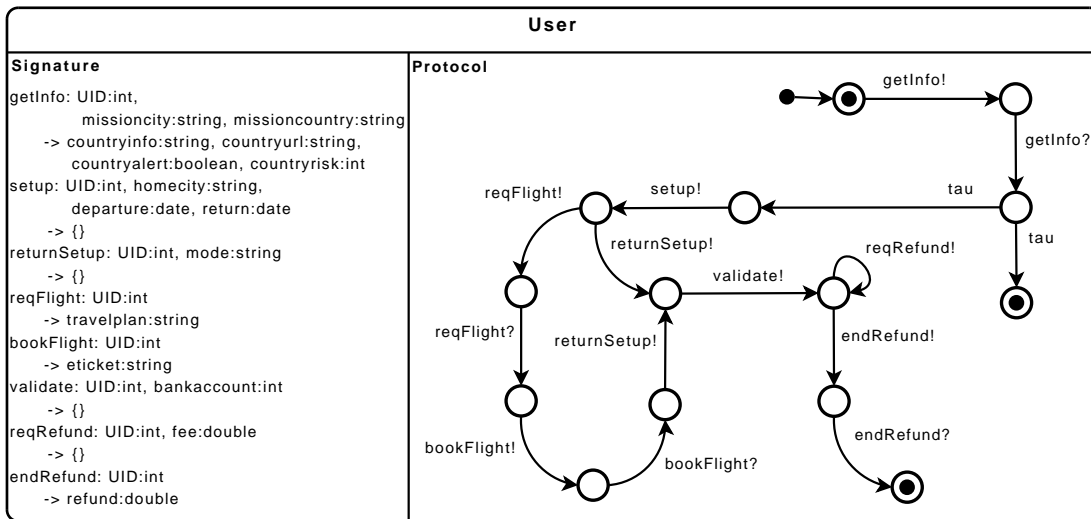 User
Signature
getInfo: UID:int,
missioncity:string, missioncountry:string
-> countryinfo:string, countryurl:string,
countryalert:boolean, countryrisk:int
setup: UID:int, homecity:string,
departure:date, return:date
-> {}
returnSetup: UID:int, mode:string
-> {}
reqFlight: UID:int
-> travelplan:string
bookFlight: UID:int
-> eticket:string
validate: UID:int, bankaccount:int
-> {}
reqRefund: UID:int, fee:double
-> {}
endRefund: UID:int
-> refund:double
Protocol
getInfo!
getInfo?
reqFlight!
setup!
tau
tau
returnSetup!
reqRefund!
validate!
reqFlight?
returnSetup!
endRefund!
bookFlight!
bookFlight?
endRefund?